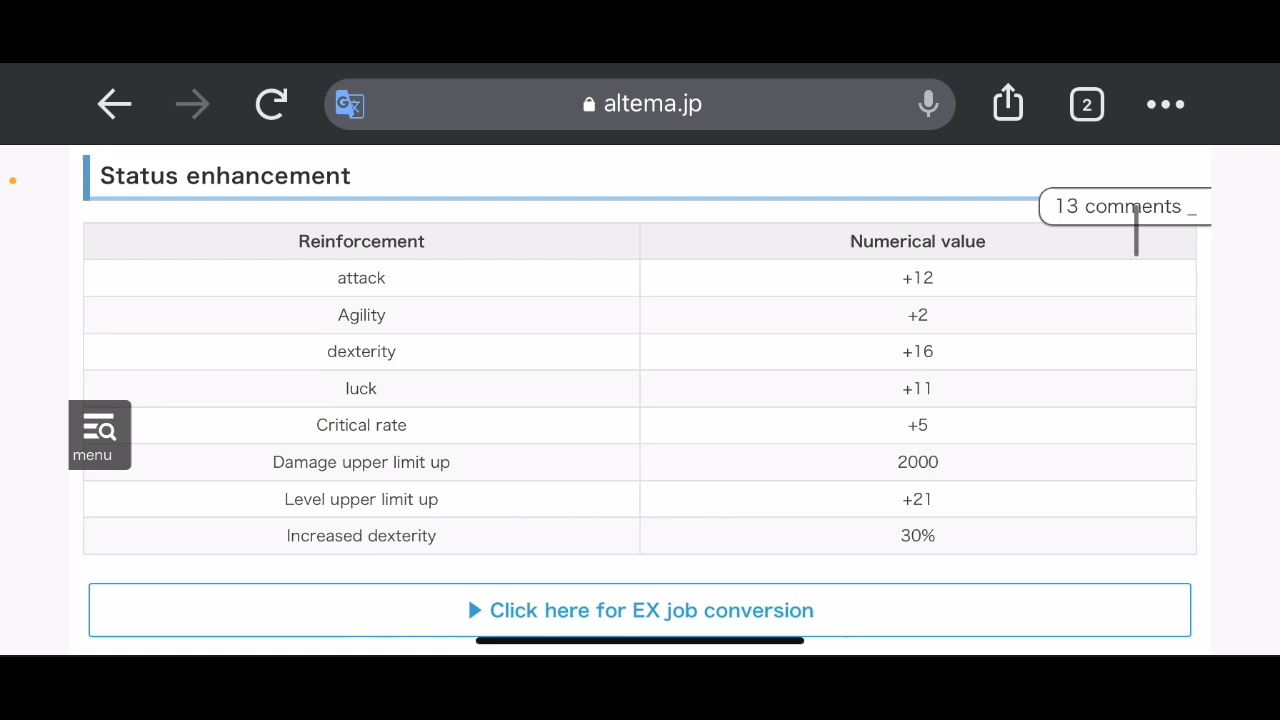 altema.jp
2
Status enhancement
13 comments _
Reinforcement Numerical value
attack +12
Agility +2
dexterity +16
luck +11
Critical rate +5
menu
Damage upper limit up 2000
Level upper limit up +21
Increased dexterity 30%
Click here for EX job conversion